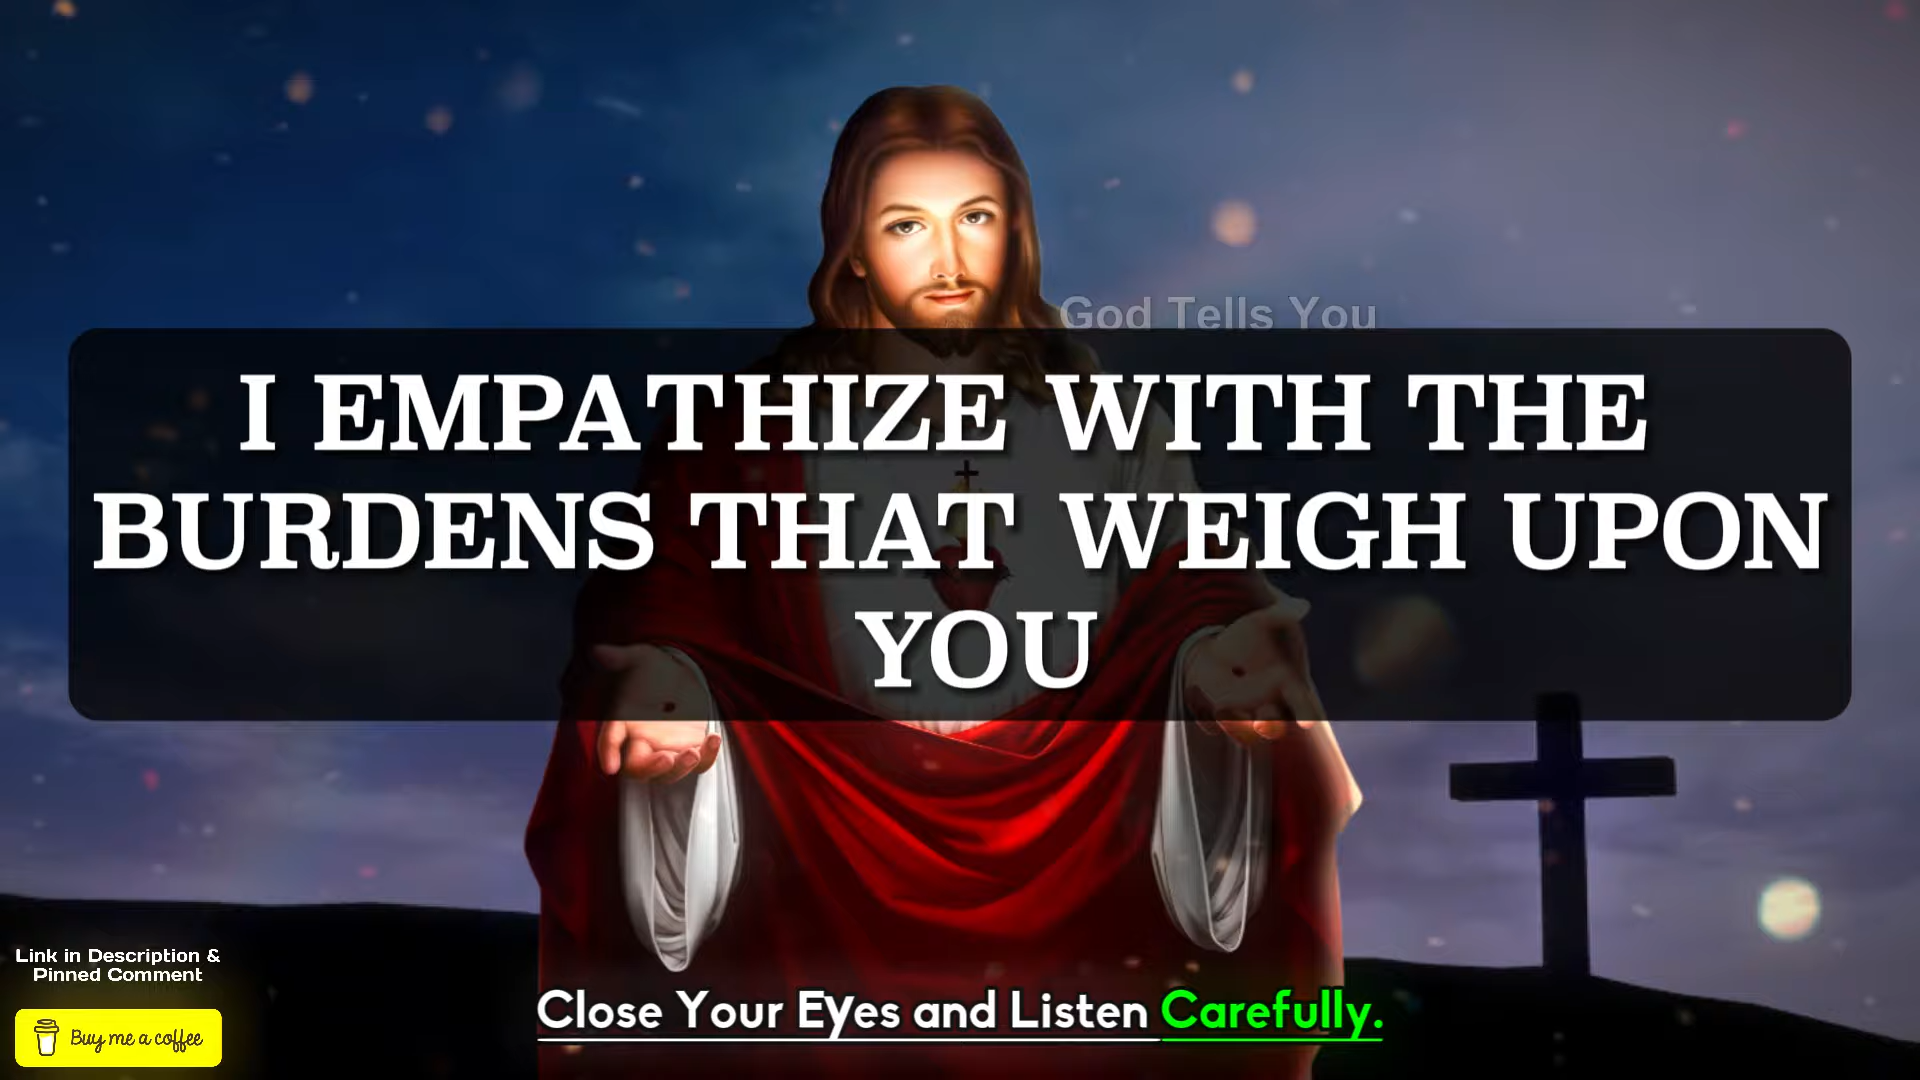 God Tells You
I EMPATHIZE WITH THE
BURDENS THAT WEIGH UPON
YOU
Link in Description &
Pinned Comment
Buy me a coffee
Close Your Eyes and Listen Carefully.